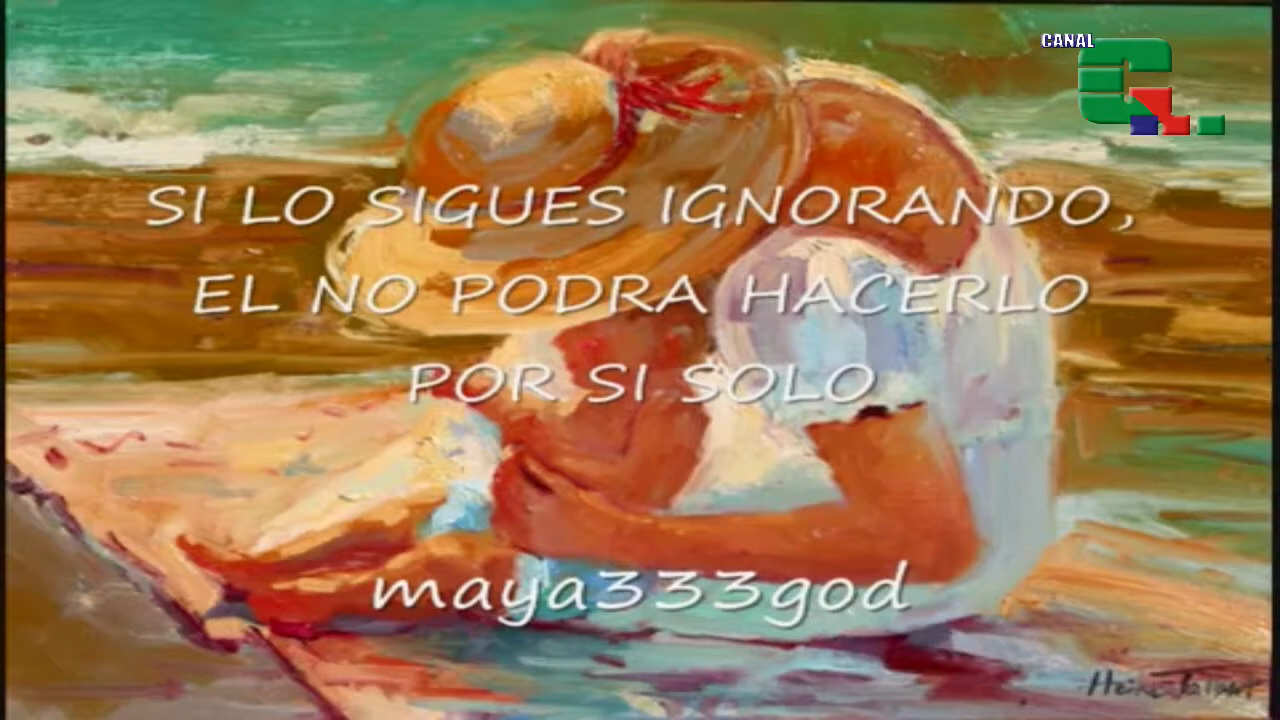 CANAL
SI LO SIGUES IGNORANDO,
EL NO PODRA HACERLO
POR SI SOLO
maya333god